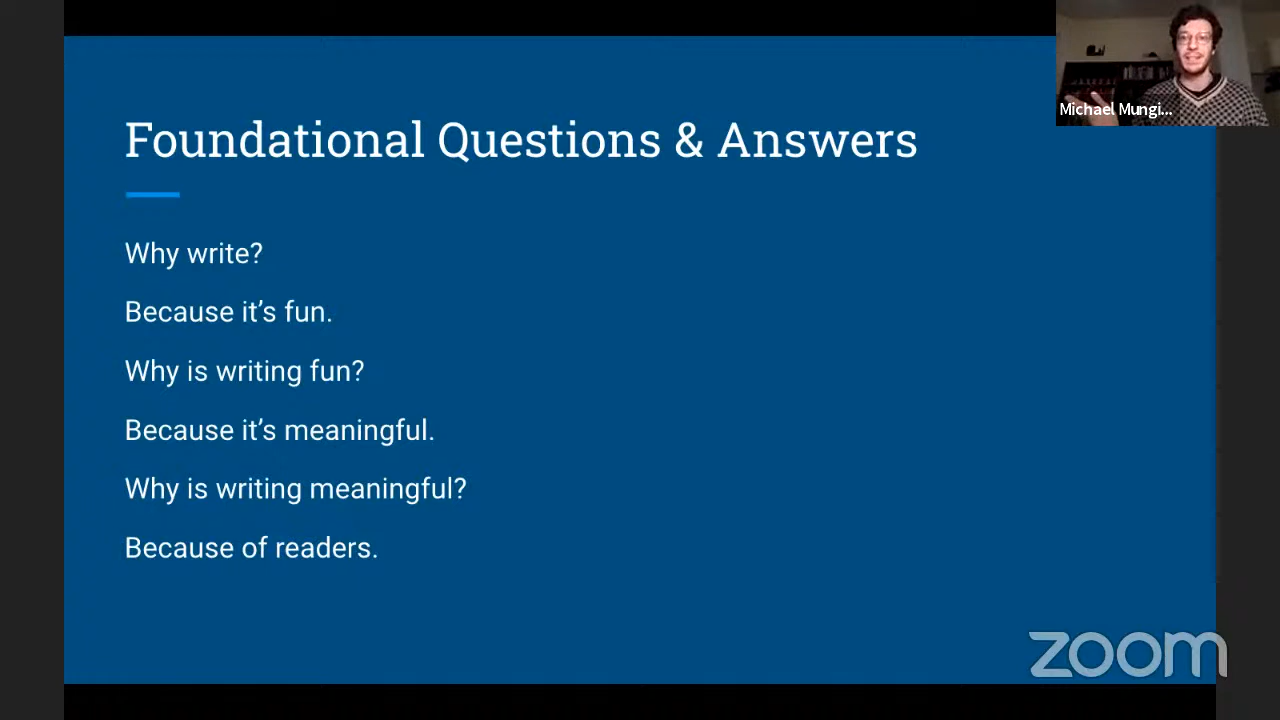 Michael Mungi...
Foundational Questions & Answers
Why write?
Because it’s fun.
Why is writing fun?
Because it’s meaningful.
Why is writing meaningful?
Because of readers.
zoom